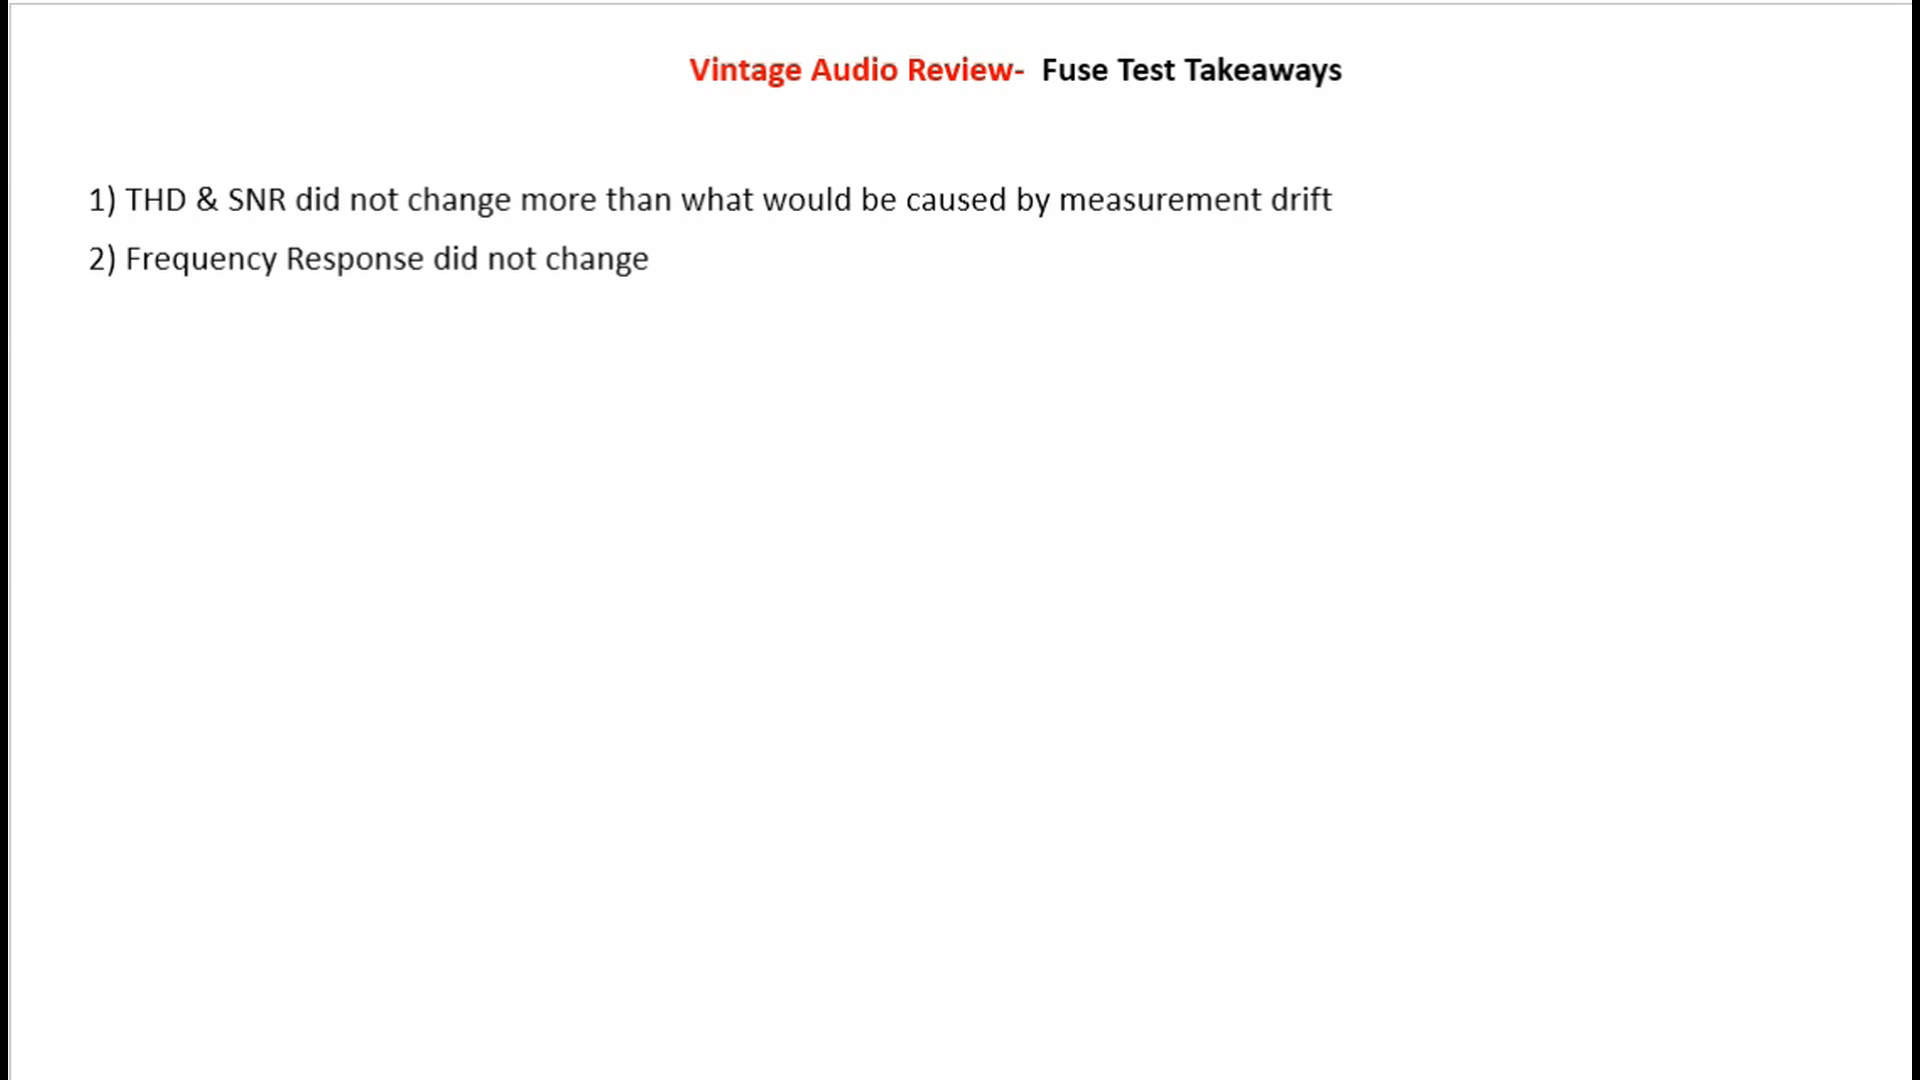 Vintage Audio Review- Fuse Test Takeaways
1) THD & SNR did not change more than what would be caused by measurement drift
2) Frequency Response did not change